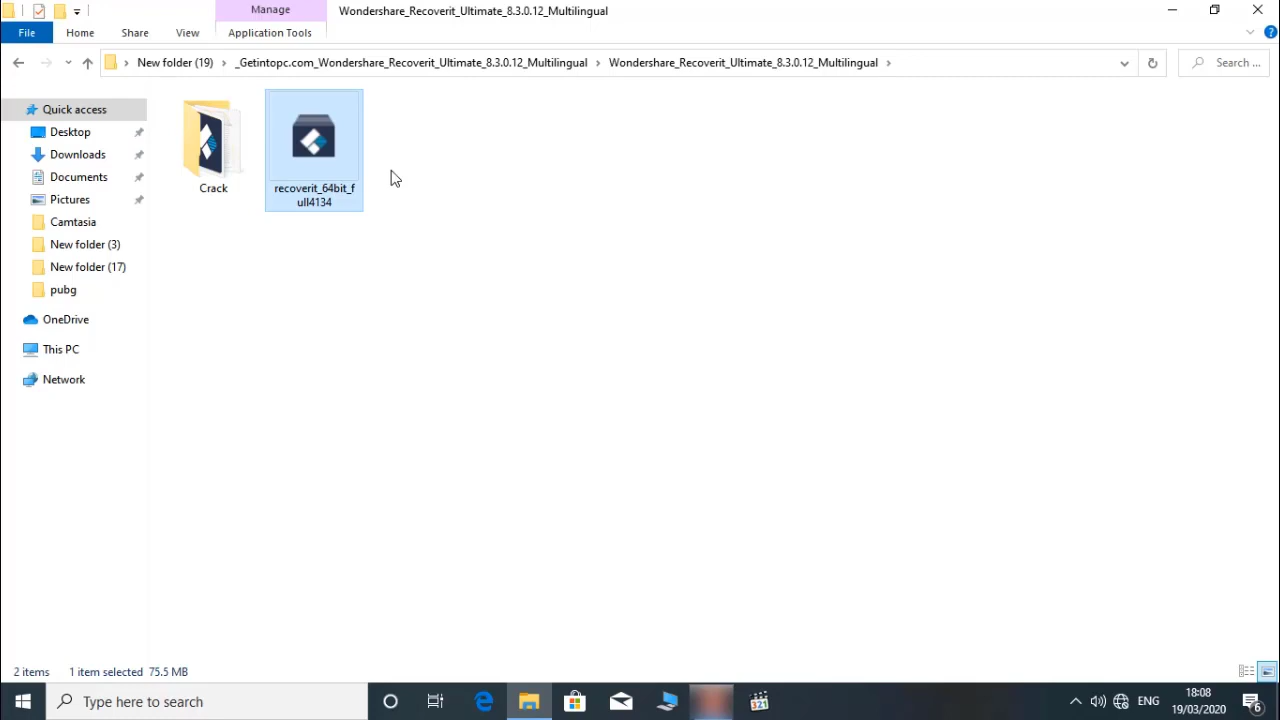 Manage
Wondershare_Recoverit_Ultimate_8.3.0.12_Multilingual
File
Home
Share
View
Application Tools
New folder (19)
_Getintopc.com_Wondershare_Recoverit_Ultimate_8.3.0.12_Multilingual
Wondershare_Recoverit_Ultimate_8.3.0.12_Multilingual
Search ...
Quick access
Desktop
Downloads
Documents
Pictures
Camtasia
New folder (3)
New folder (17)
pubg
OneDrive
This PC
Network
Crack
recoverit_64bit_f
ull4134
2 items
1 item selected 75.5 MB
Type here to search
321
ENG
18:08
19/03/2020
6